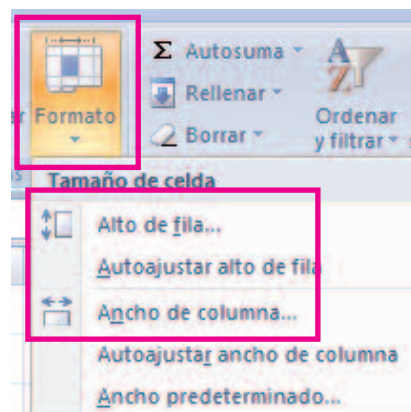 Σ Autosuma
Rellenar
Borrar
Formato
A
Z
Ordenar
y filtrar
Tamaño de celda
Alto de fila...
Autoajustar alto de fila
Ancho de columna...
Autoajustar ancho de columna
Ancho predeterminado...